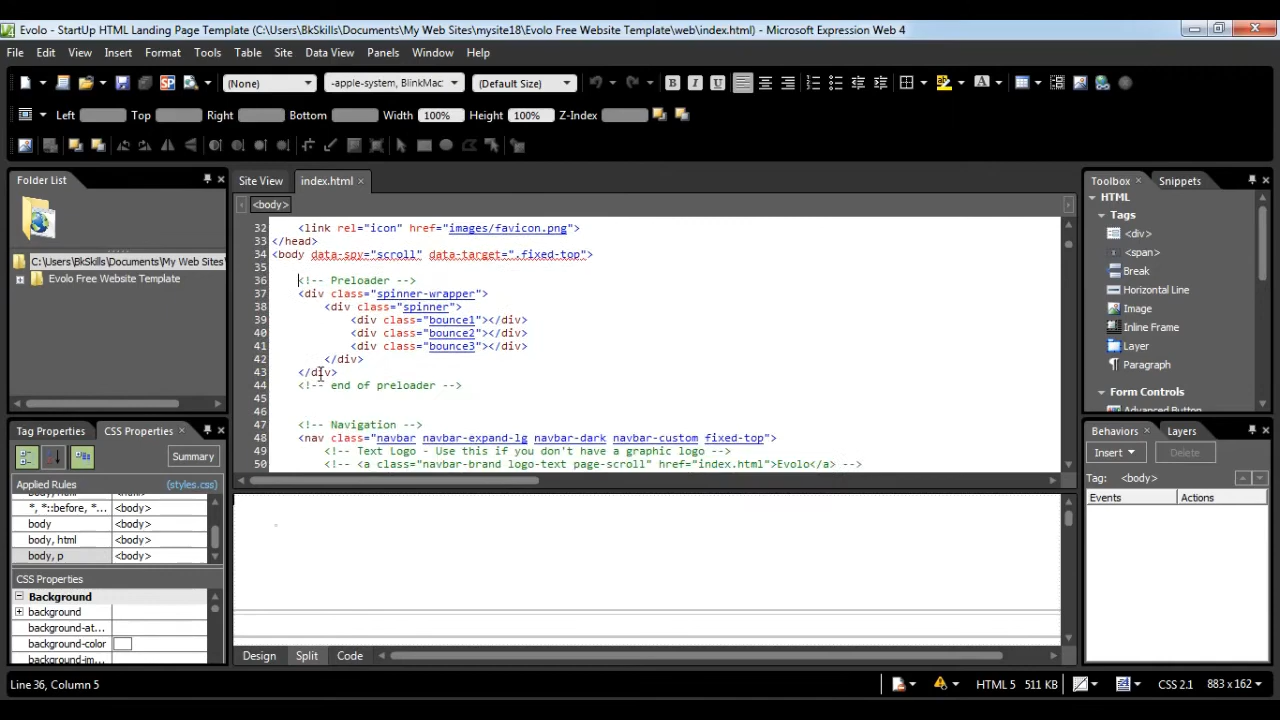 Evolo - StartUp HTML Landing Page Template (C:\Users\BkSkills\Documents\My Web Sites\mysite18\Evolo Free Website Template\web\index.html) - Microsoft Expression Web 4
File Edit View Insert Format Tools Table Site Data View Panels Window Help
(None) -apple-system, BlinkMac (Default Size) B I U
Left Top Right Bottom Width 100% Height 100% Z-Index
Folder List
C:\Users\BkSkills\Documents\My Web Sites
Evolo Free Website Template
Site View index.html
<body>
32 <link rel="icon" href="images/favicon.png">
33 </head>
34 <body data-spy="scroll" data-target=".fixed-top">
35
36 <!-- Preloader -->
37 <div class="spinner-wrapper">
38 <div class="spinner">
39 <div class="bounce1"></div>
40 <div class="bounce2"></div>
41 <div class="bounce3"></div>
42 </div>
43 </div>
44 <!-- end of preloader -->
45
46
47 <!-- Navigation -->
48 <nav class="navbar navbar-expand-lg navbar-dark navbar-custom fixed-top">
49 <!-- Text Logo - Use this if you don't have a graphic logo -->
50 <!-- <a class="navbar-brand logo-text page-scroll" href="index.html">Evolo</a> -->
Design Split Code
Toolbox Snippets
HTML
Tags
<div>
<span>
Break
Horizontal Line
Image
Inline Frame
Layer
Paragraph
Form Controls
Advanced Button
Tag Properties CSS Properties
Summary
Applied Rules (styles.css)
*, *::before, *... <body>
body <body>
body, html <body>
body, p <body>
CSS Properties
Background
background
background-at...
background-color
background-im...
Behaviors Layers
Insert Delete
Tag: <body>
Events Actions
Line 36, Column 5
HTML 5 511 KB CSS 2.1 883 x 162